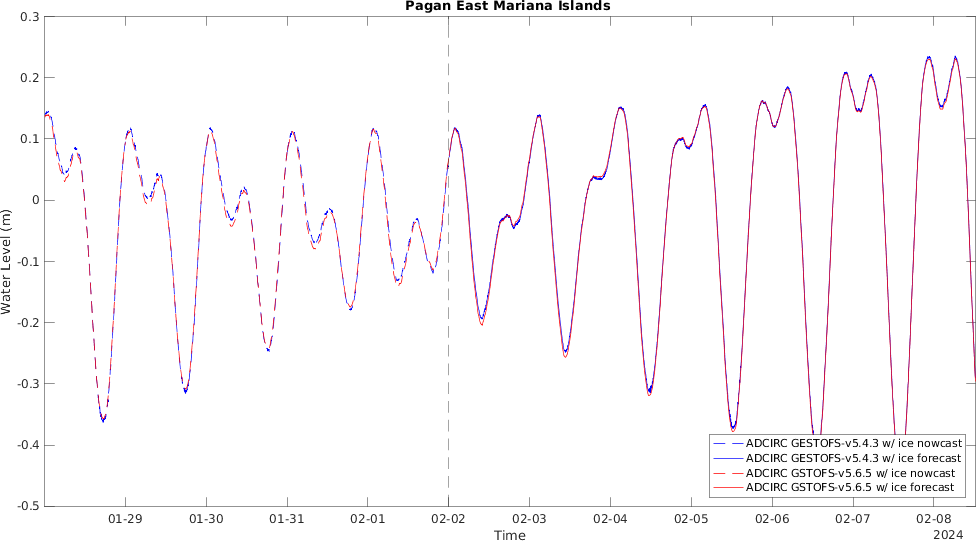 Pagan East Mariana Islands
0.3
0.2
0.1
0
-0.1
-0.2
-0.3
-0.4
-0.5
Water Level (m)
ADCIRC GESTOFS-v5.4.3 w/ ice nowcast
ADCIRC GESTOFS-v5.4.3 w/ ice forecast
ADCIRC GSTOFS-v5.6.5 w/ ice nowcast
ADCIRC GSTOFS-v5.6.5 w/ ice forecast
01-29 01-30 01-31 02-01 02-02 02-03 02-04 02-05 02-06 02-07 02-08
Time
2024